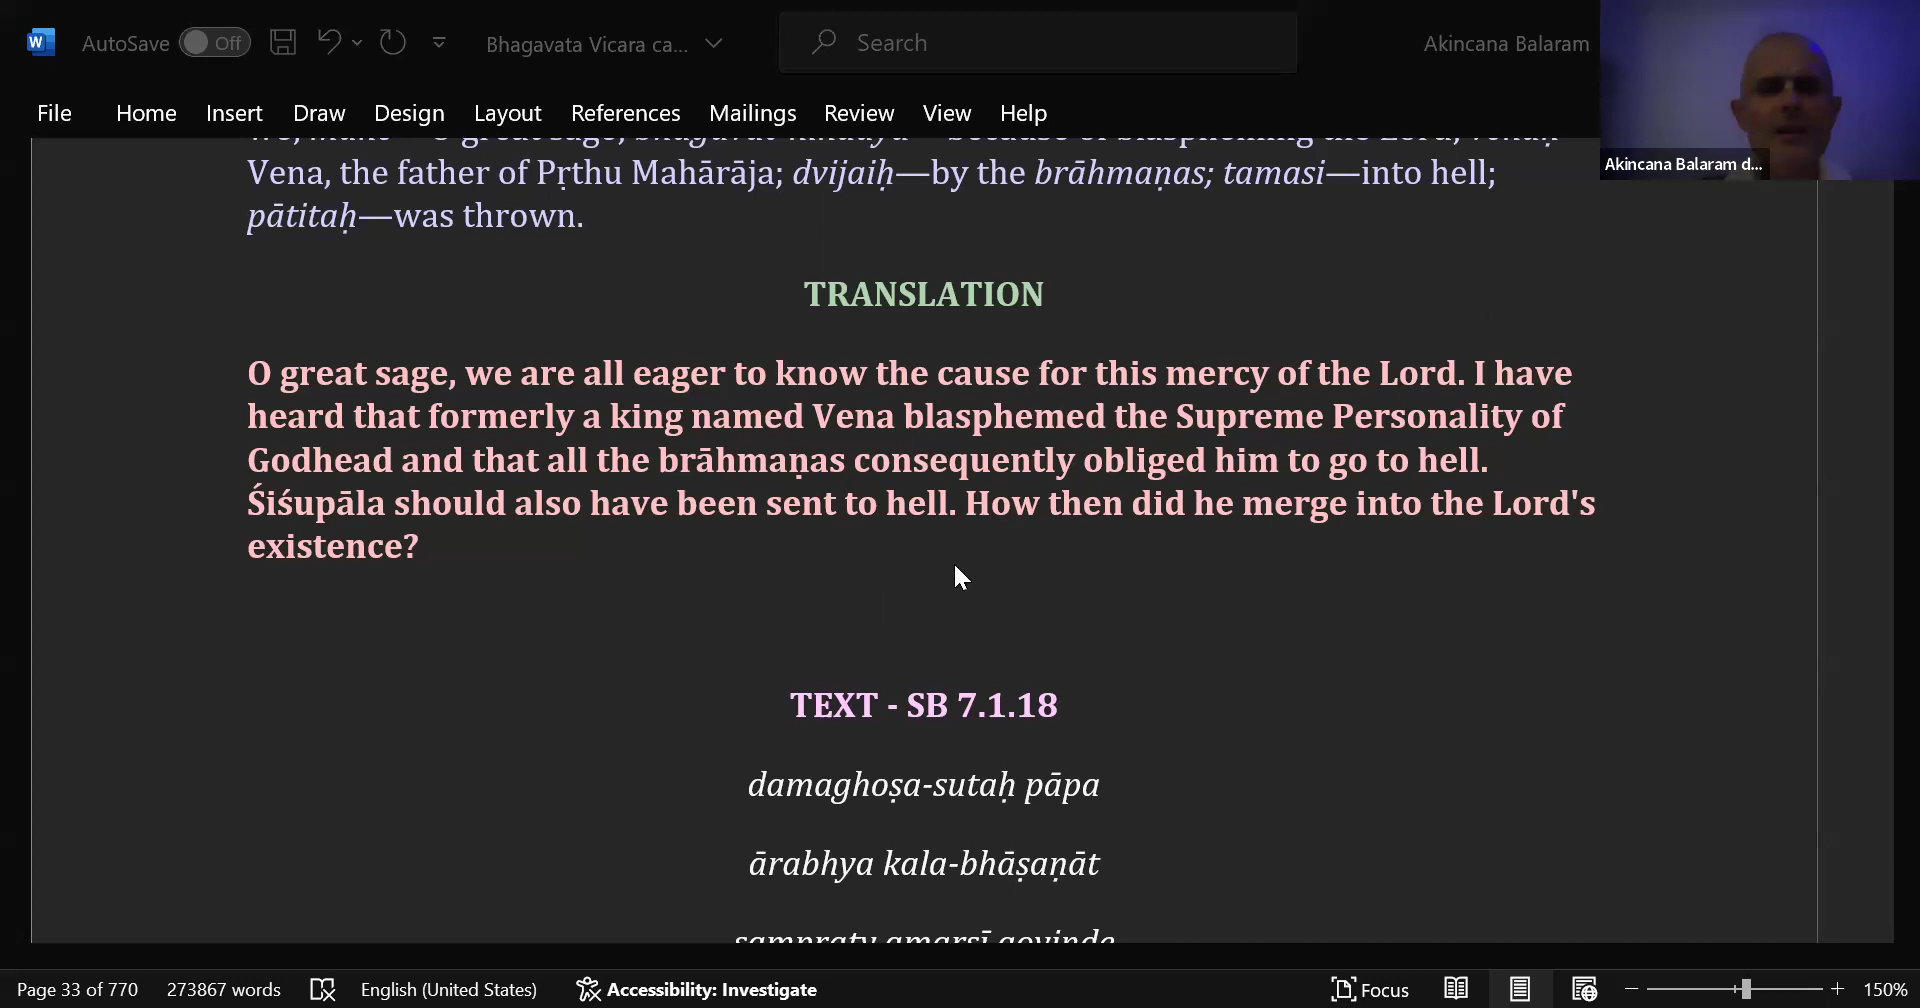 W AutoSave Off Bhagavata Vicara ca... Search Akincana Balaram
File Home Insert Draw Design Layout References Mailings Review View Help
Akincana Balaram d...
Vena, the father of Pṛthu Mahārāja; dvijaiḥ—by the brāhmaṇas; tamasi—into hell;
pātitaḥ—was thrown.
TRANSLATION
O great sage, we are all eager to know the cause for this mercy of the Lord. I have
heard that formerly a king named Vena blasphemed the Supreme Personality of
Godhead and that all the brāhmaṇas consequently obliged him to go to hell.
Śiśupāla should also have been sent to hell. How then did he merge into the Lord's
existence?
TEXT - SB 7.1.18
damaghoṣa-sutaḥ pāpa
ārabhya kala-bhāṣaṇāt
sampraty amarṣī govinde
Page 33 of 770 273867 words English (United States) Accessibility: Investigate Focus 150%